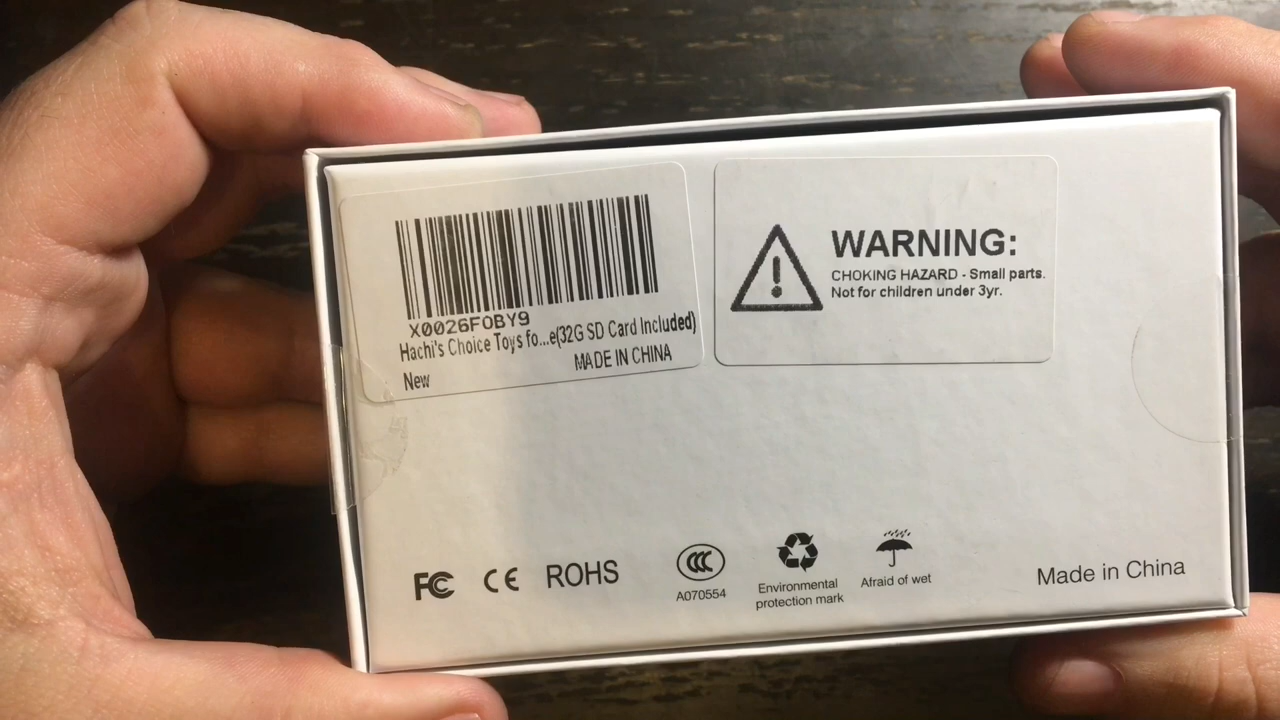 X0026F0BY9
Hachi's Choice Toys fo...e(32G SD Card Included)
MADE IN CHINA
New
WARNING:
CHOKING HAZARD - Small parts.
Not for children under 3yr.
FC CE ROHS
CCC
A070554
Environmental
protection mark
Afraid of wet
Made in China